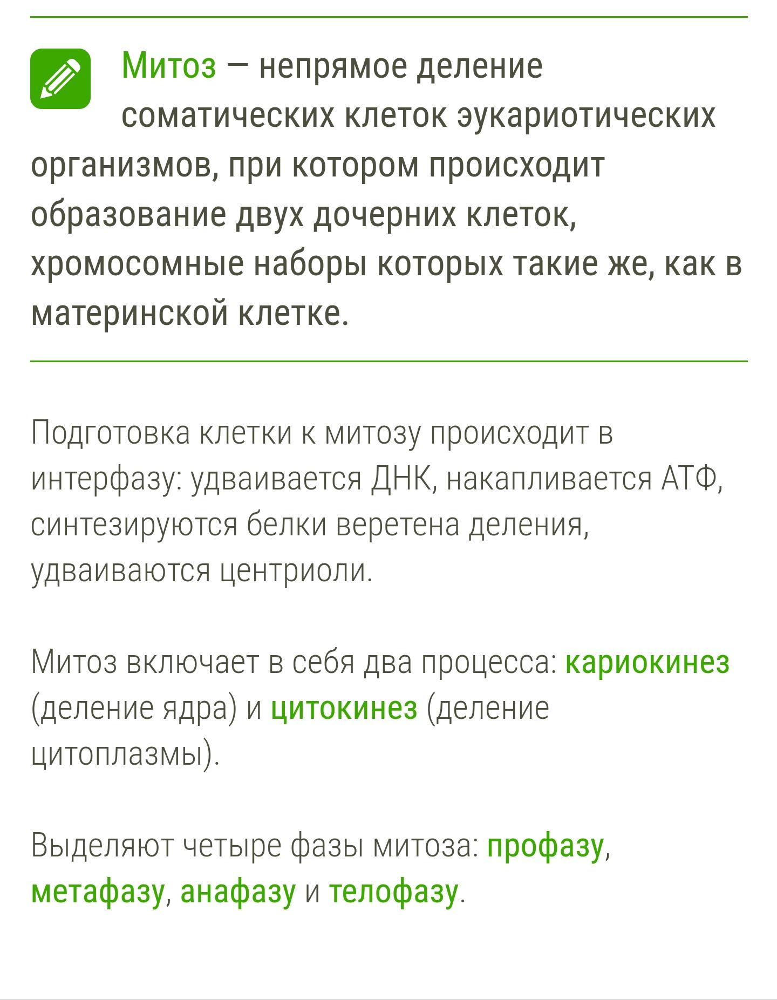 Митоз — непрямое деление
соматических клеток эукариотических
организмов, при котором происходит
образование двух дочерних клеток,
хромосомные наборы которых такие же, как в
материнской клетке.
Подготовка клетки к митозу происходит в
интерфазу: удваивается ДНК, накапливается АТФ,
синтезируются белки веретена деления,
удваиваются центриоли.
Митоз включает в себя два процесса: кариокинез
(деление ядра) и цитокинез (деление
цитоплазмы).
Выделяют четыре фазы митоза: профазу,
метафазу, анафазу и телофазу.